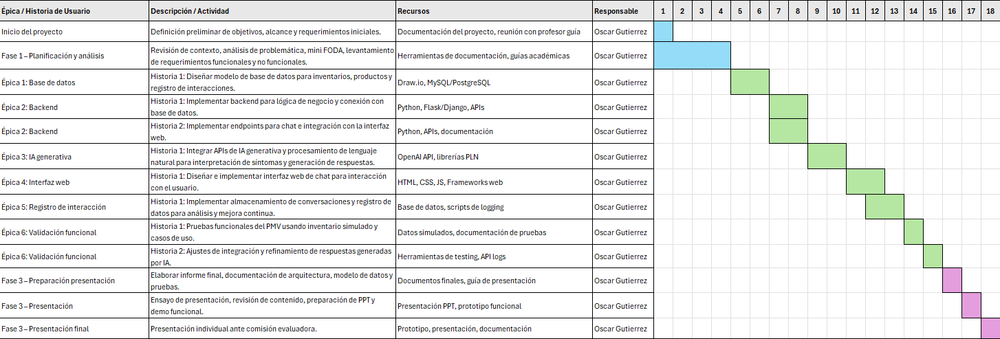 Épica / Historia de Usuario Descripción / Actividad Recursos Responsable 1 2 3 4 5 6 7 8 9 10 11 12 13 14 15 16 17 18
Inicio del proyecto Definición preliminar de objetivos, alcance y requerimientos iniciales. Documentación del proyecto, reunión con profesor guía Oscar Gutierrez
Fase 1 – Planificación y análisis Revisión de contexto, análisis de problemática, mini FODA, levantamiento
de requerimientos funcionales y no funcionales. Herramientas de documentación, guías académicas Oscar Gutierrez
Épica 1: Base de datos Historia 1: Diseñar modelo de base de datos para inventarios, productos y
registro de interacciones. Draw.io, MySQL/PostgreSQL Oscar Gutierrez
Épica 2: Backend Historia 1: Implementar backend para lógica de negocio y conexión con
base de datos. Python, Flask/Django, APIs Oscar Gutierrez
Épica 2: Backend Historia 2: Implementar endpoints para chat e integración con la interfaz
web. Python, APIs, documentación Oscar Gutierrez
Épica 3: IA generativa Historia 1: Integrar APIs de IA generativa y procesamiento de lenguaje
natural para interpretación de síntomas y generación de respuestas. OpenAI API, librerías PLN Oscar Gutierrez
Épica 4: Interfaz web Historia 1: Diseñar e implementar interfaz web de chat para interacción
con el usuario. HTML, CSS, JS, Frameworks web Oscar Gutierrez
Épica 5: Registro de interacción Historia 1: Implementar almacenamiento de conversaciones y registro de
datos para análisis y mejora continua. Base de datos, scripts de logging Oscar Gutierrez
Épica 6: Validación funcional Historia 1: Pruebas funcionales del PMV usando inventario simulado y
casos de uso. Datos simulados, documentación de pruebas Oscar Gutierrez
Épica 6: Validación funcional Historia 2: Ajustes de integración y refinamiento de respuestas generadas
por IA. Herramientas de testing, API logs Oscar Gutierrez
Fase 3 – Preparación presentación Elaborar informe final, documentación de arquitectura, modelo de datos y
pruebas. Documentos finales, guía de presentación Oscar Gutierrez
Fase 3 – Presentación Ensayo de presentación, revisión de contenido, preparación de PPT y
demo funcional. Presentación PPT, prototipo funcional Oscar Gutierrez
Fase 3 – Presentación final Presentación individual ante comisión evaluadora. Prototipo, presentación, documentación Oscar Gutierrez